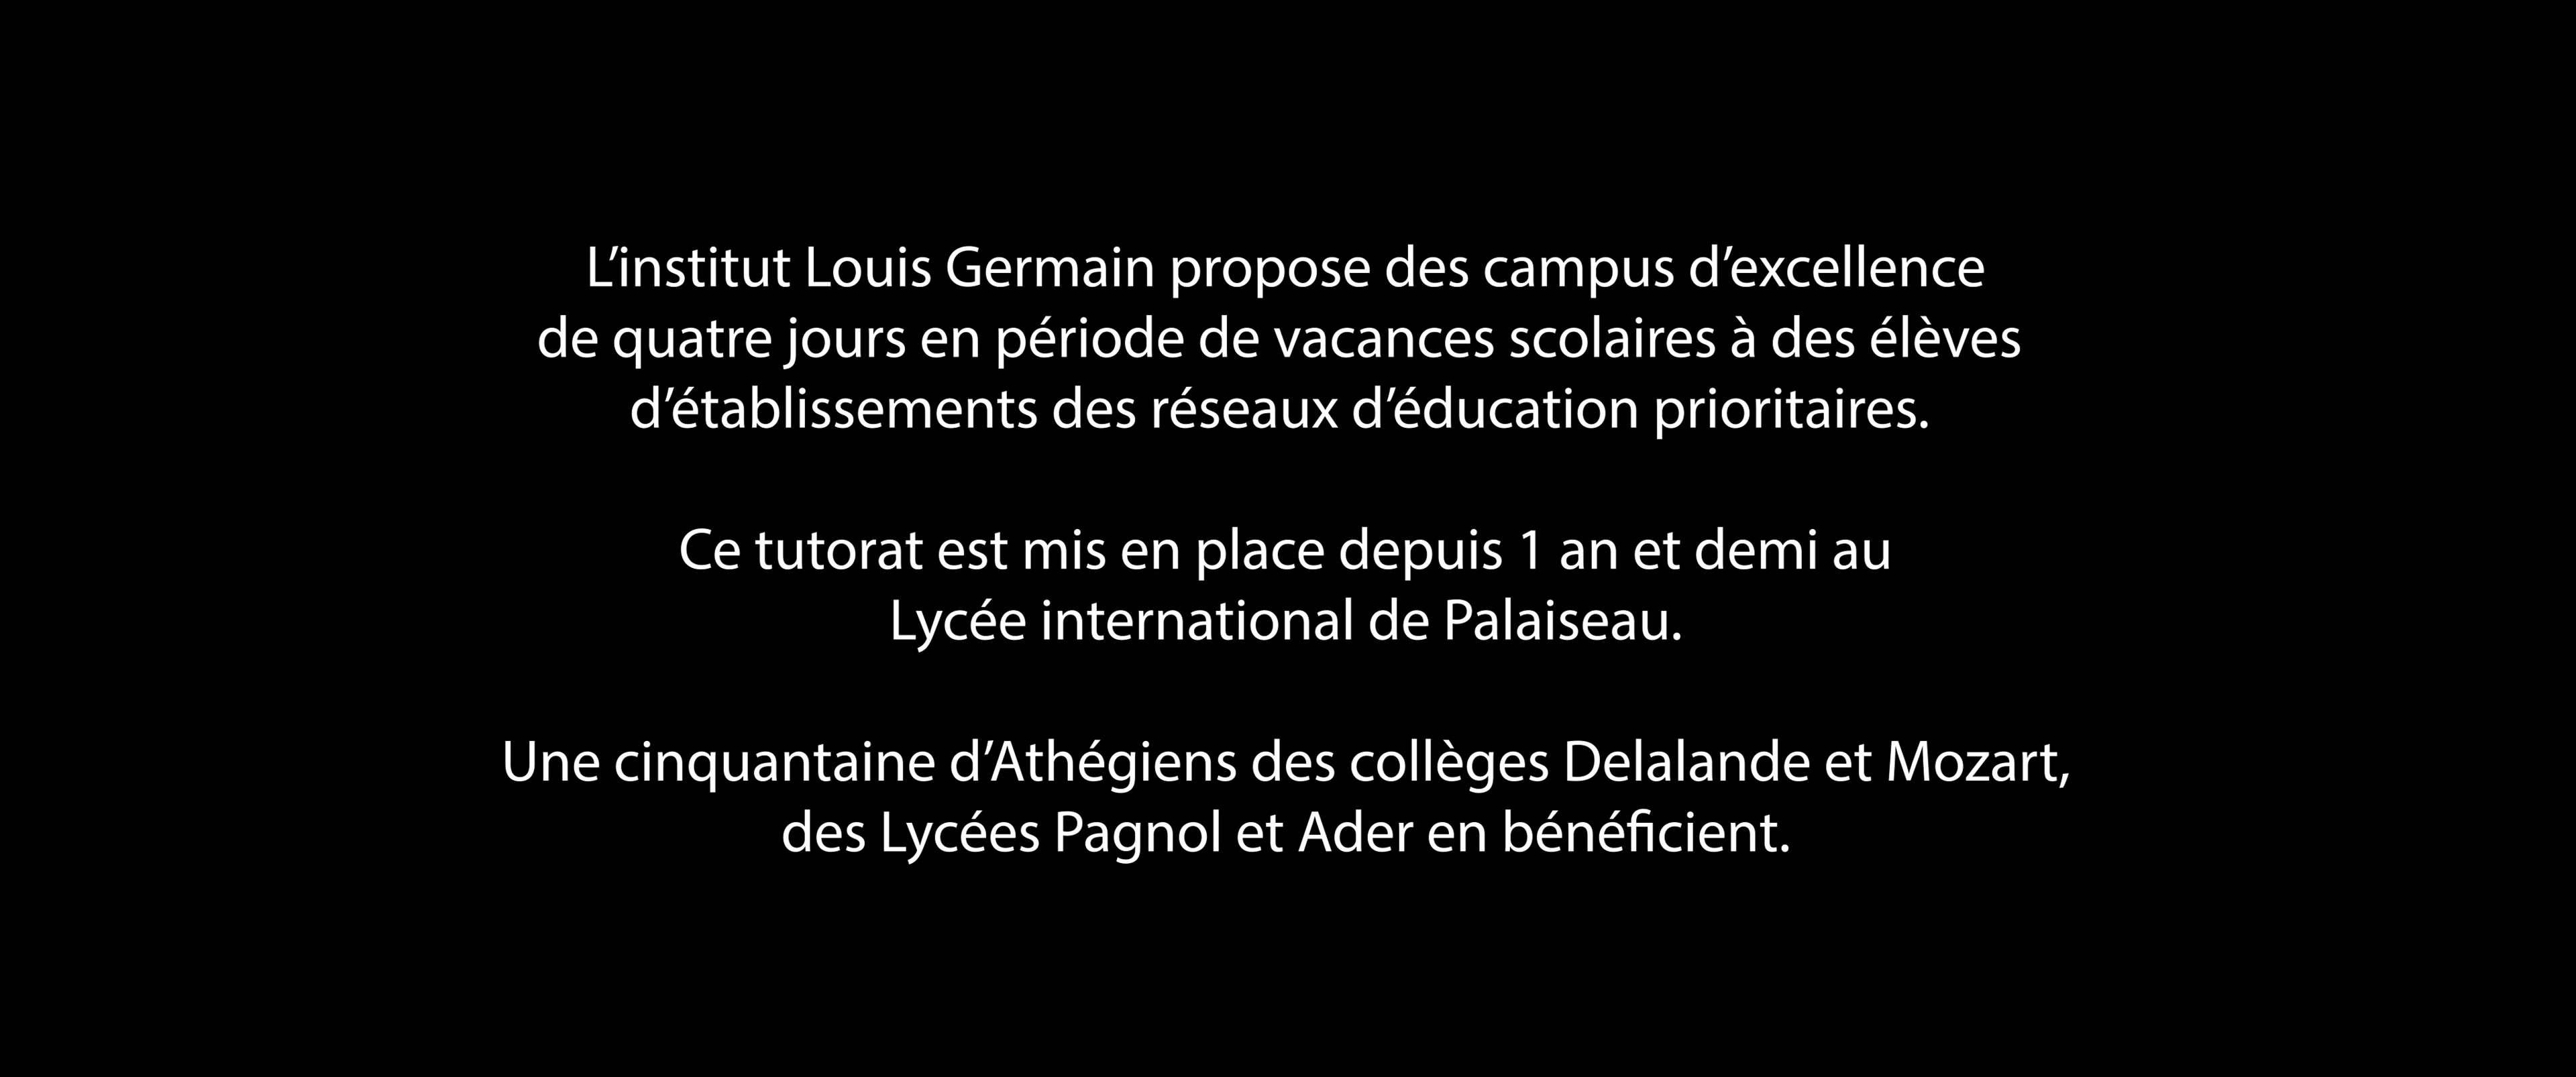 L’institut Louis Germain propose des campus d’excellence
de quatre jours en période de vacances scolaires à des élèves
d’établissements des réseaux d’éducation prioritaires.
Ce tutorat est mis en place depuis 1 an et demi au
Lycée international de Palaiseau.
Une cinquantaine d’Athégiens des collèges Delalande et Mozart,
des Lycées Pagnol et Ader en bénéficient.